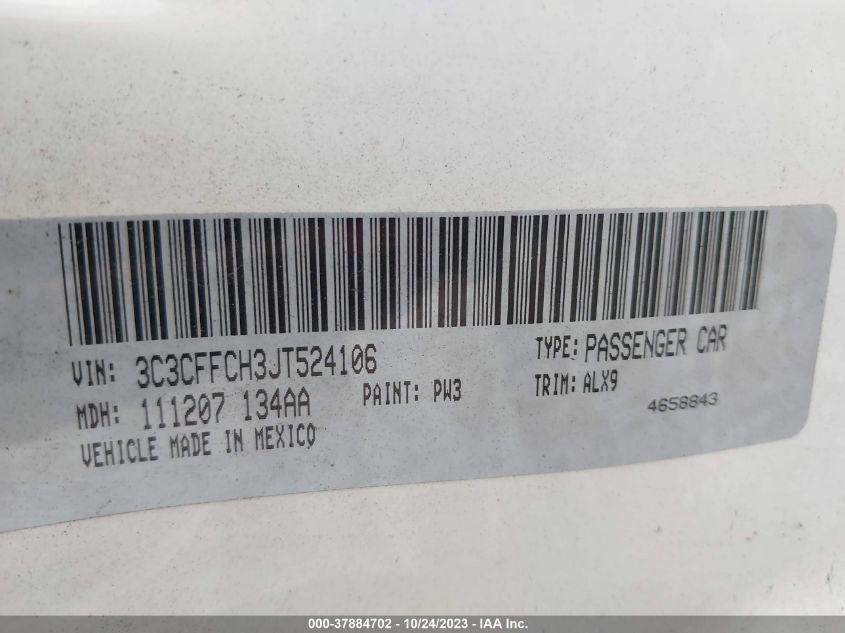 VIN: 3C3CFFCH3JT524106 TYPE: PASSENGER CAR
MDH: 111207 134AA PAINT: PW3 TRIM: ALX9
VEHICLE MADE IN MEXICO 4658843
000-37884702 - 10/24/2023 - IAA Inc.